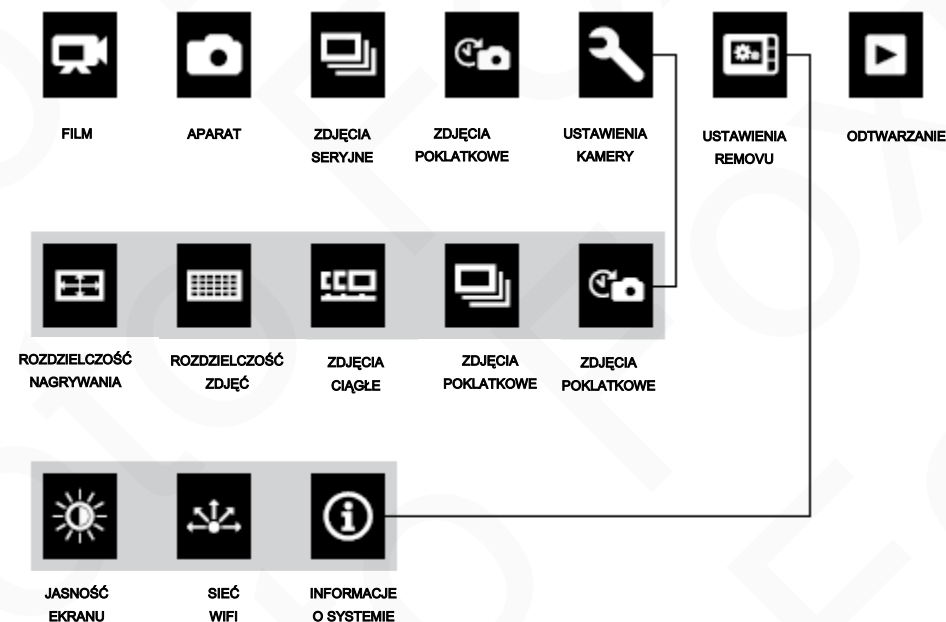 FILM
APARAT
ZDJĘCIA
SERYJNE
ZDJĘCIA
POKLATKOWE
USTAWIENIA
KAMERY
USTAWIENIA
REMOVU
ODTWARZANIE
ROZDZIELCZOŚĆ
NAGRYWANIA
ROZDZIELCZOŚĆ
ZDJĘĆ
ZDJĘCIA
CIĄGŁE
ZDJĘCIA
POKLATKOWE
ZDJĘCIA
POKLATKOWE
JASNOŚĆ
EKRANU
SIEĆ
WIFI
INFORMACJE
O SYSTEMIE